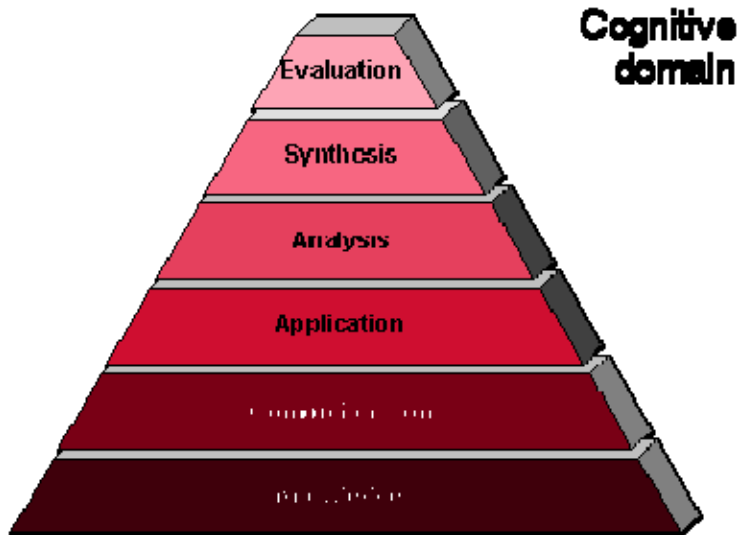 Cognitive
domain
Evaluation
Synthesis
Analysis
Application